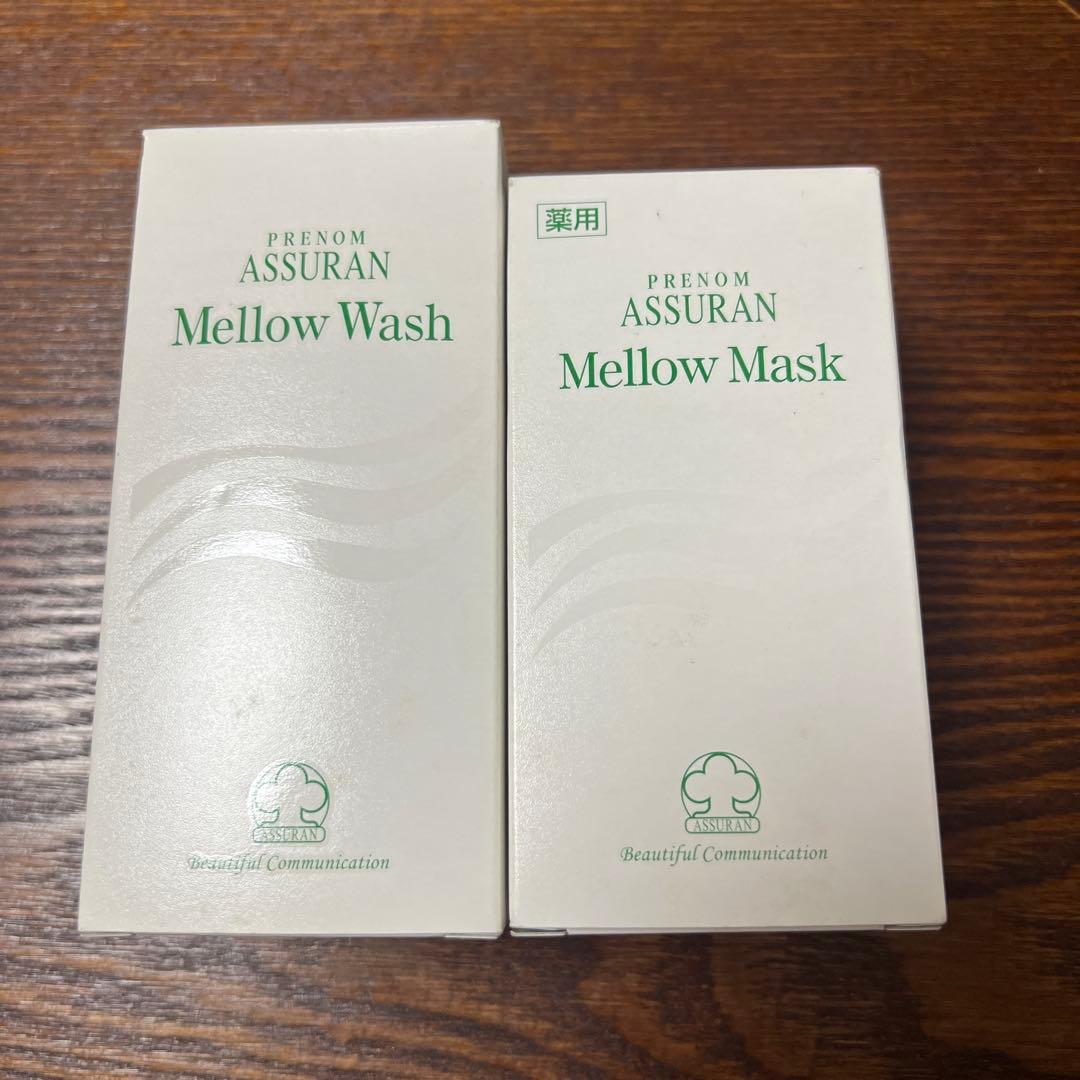 PRENOM
ASSURAN
Mellow Wash
ASSURAN
Beautiful Communication
薬用
PRENOM
ASSURAN
Mellow Mask
ASSURAN
Beautiful Communication